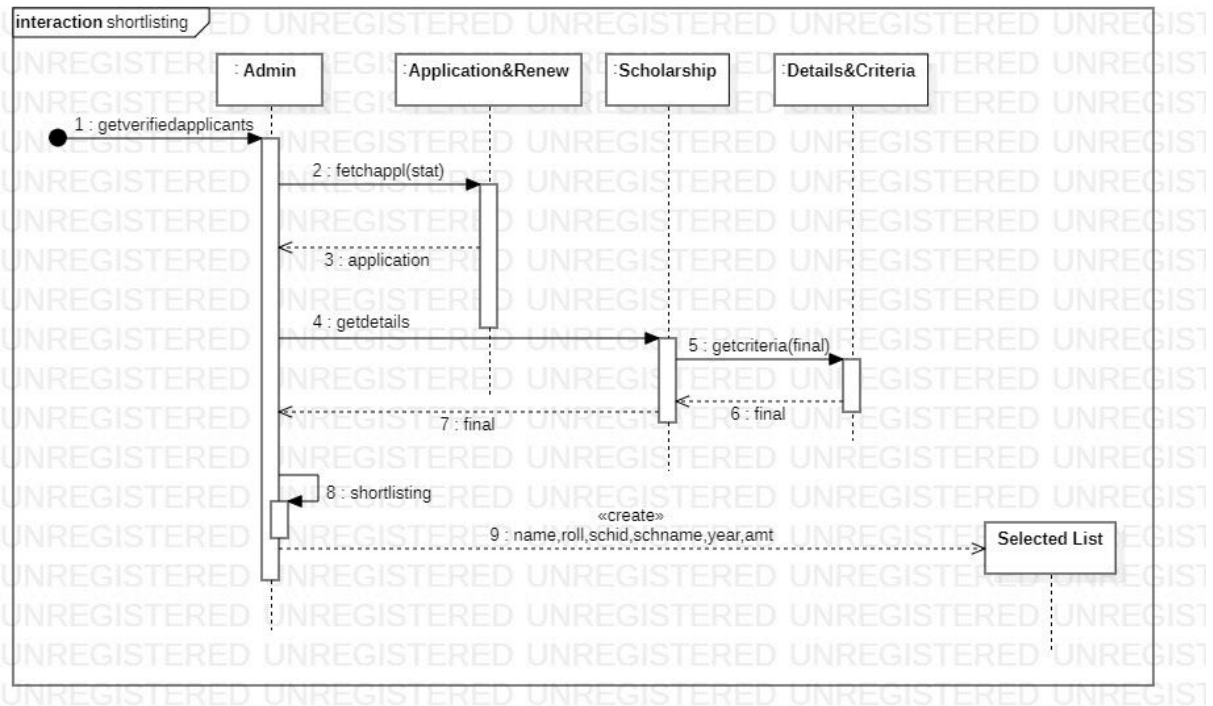 interaction shortlisting
: Admin
:Application&Renew
:Scholarship
:Details&Criteria
1 : getverifiedapplicants
2 : fetchappl(stat)
3 : application
4 : getdetails
5 : getcriteria(final)
6 : final
7 : final
8 : shortlisting
«create»
9 : name,roll,schid,schname,year,amt
Selected List
UNREGISTERED